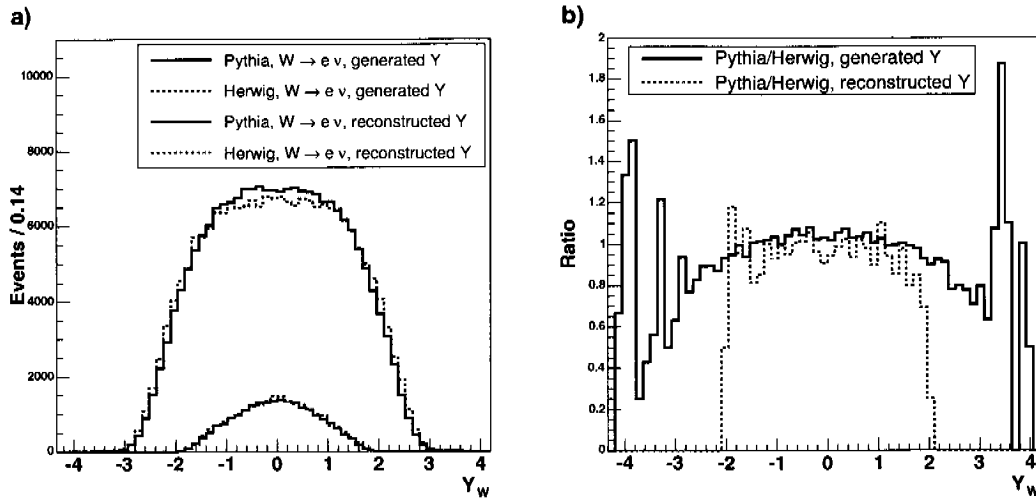 a)
Pythia, W → e ν, generated Y
Herwig, W → e ν, generated Y
Pythia, W → e ν, reconstructed Y
Herwig, W → e ν, reconstructed Y
Events / 0.14
10000
8000
6000
4000
2000
0
-4 -3 -2 -1 0 1 2 3 4
Y_W
b)
Pythia/Herwig, generated Y
Pythia/Herwig, reconstructed Y
Ratio
2
1.8
1.6
1.4
1.2
1
0.8
0.6
0.4
0.2
0
-4 -3 -2 -1 0 1 2 3 4
Y_W